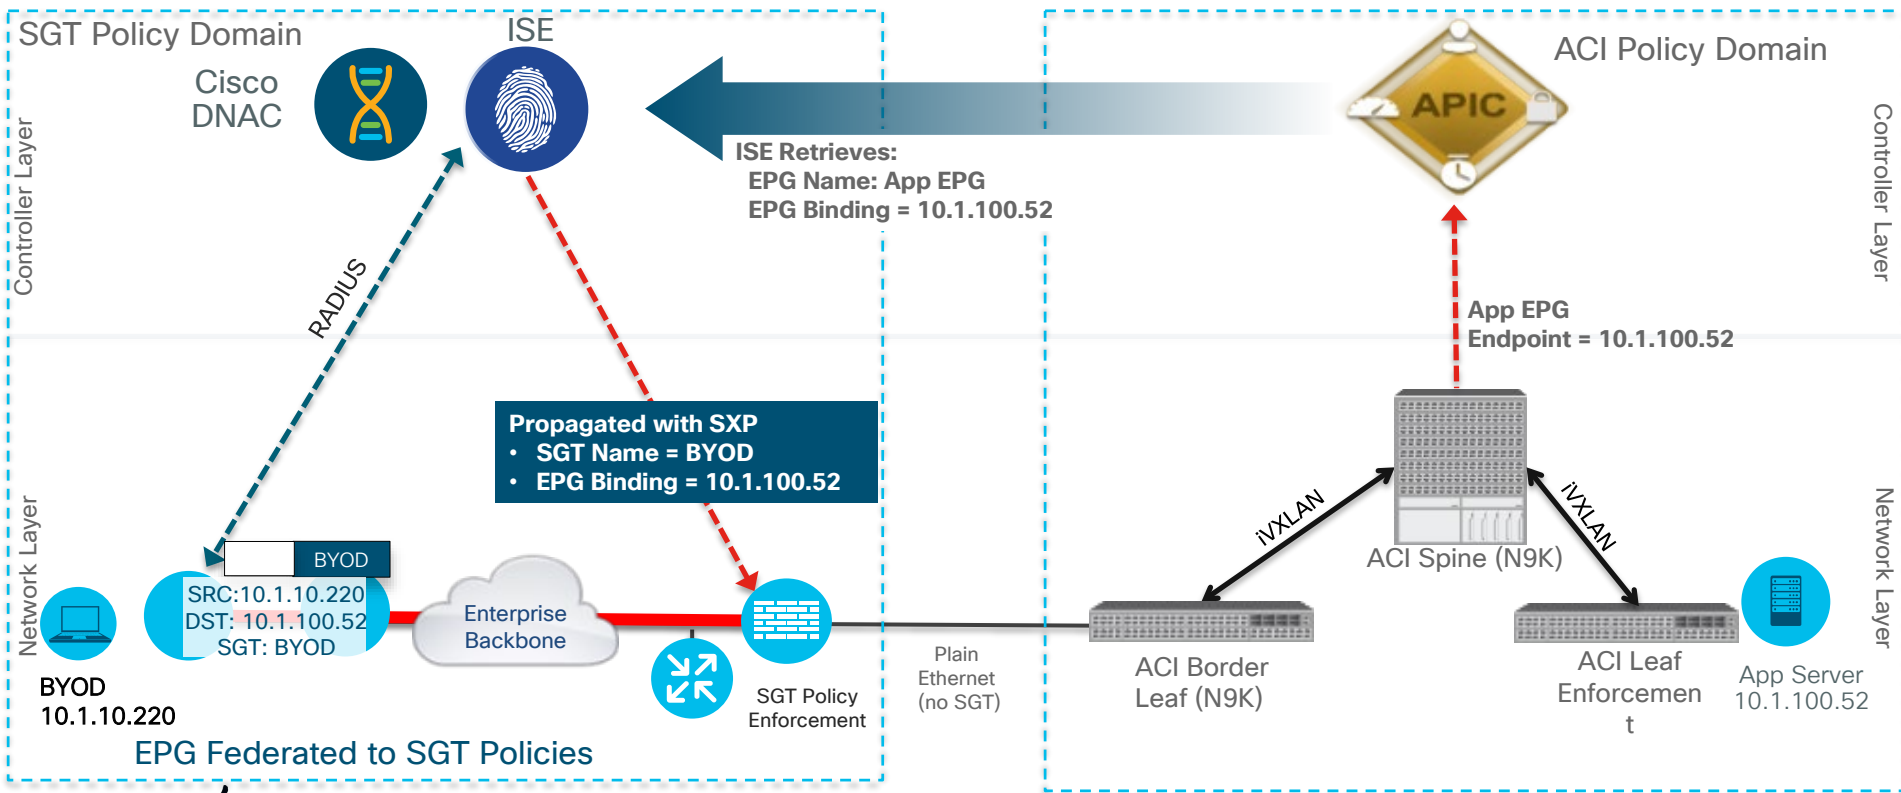 SGT Policy Domain
ISE
Cisco
DNAC
Controller Layer
RADIUS
ISE Retrieves:
EPG Name: App EPG
EPG Binding = 10.1.100.52
ACI Policy Domain
APIC
Controller Layer
App EPG
Endpoint = 10.1.100.52
Propagated with SXP
• SGT Name = BYOD
• EPG Binding = 10.1.100.52
Network Layer
BYOD
SRC:10.1.10.220
DST: 10.1.100.52
SGT: BYOD
BYOD
10.1.10.220
Enterprise
Backbone
SGT Policy
Enforcement
EPG Federated to SGT Policies
Plain
Ethernet
(no SGT)
iVXLAN
iVXLAN
ACI Spine (N9K)
ACI Border
Leaf (N9K)
ACI Leaf
Enforcemen
t
App Server
10.1.100.52
Network Layer